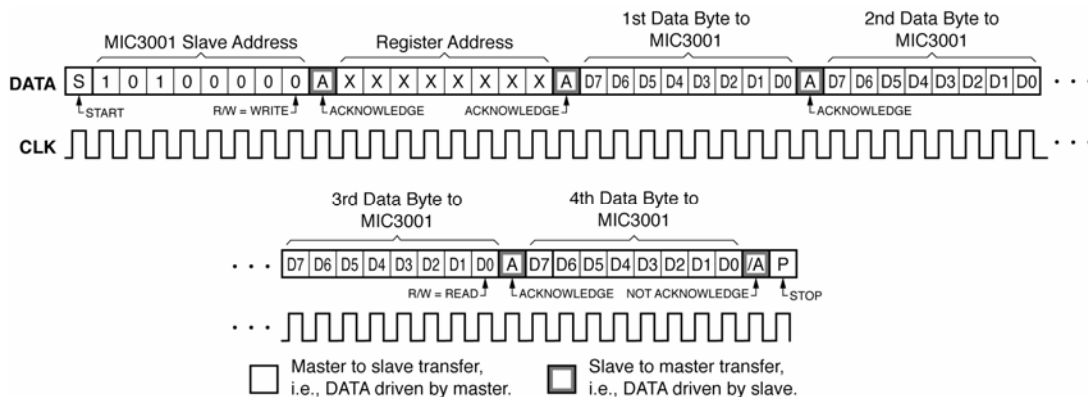 1st Data Byte to MIC3001
2nd Data Byte to MIC3001
MIC3001 Slave Address
Register Address
DATA S 1 0 1 0 0 0 0 0 A X X X X X X X X A D7 D6 D5 D4 D3 D2 D1 D0 A D7 D6 D5 D4 D3 D2 D1 D0 · · ·
START R/W = WRITE ACKNOWLEDGE ACKNOWLEDGE ACKNOWLEDGE
CLK · · ·
3rd Data Byte to MIC3001
4th Data Byte to MIC3001
· · · D7 D6 D5 D4 D3 D2 D1 D0 A D7 D6 D5 D4 D3 D2 D1 D0 /A P
R/W = READ ACKNOWLEDGE NOT ACKNOWLEDGE STOP
· · ·
Master to slave transfer,
i.e., DATA driven by master.
Slave to master transfer,
i.e., DATA driven by slave.